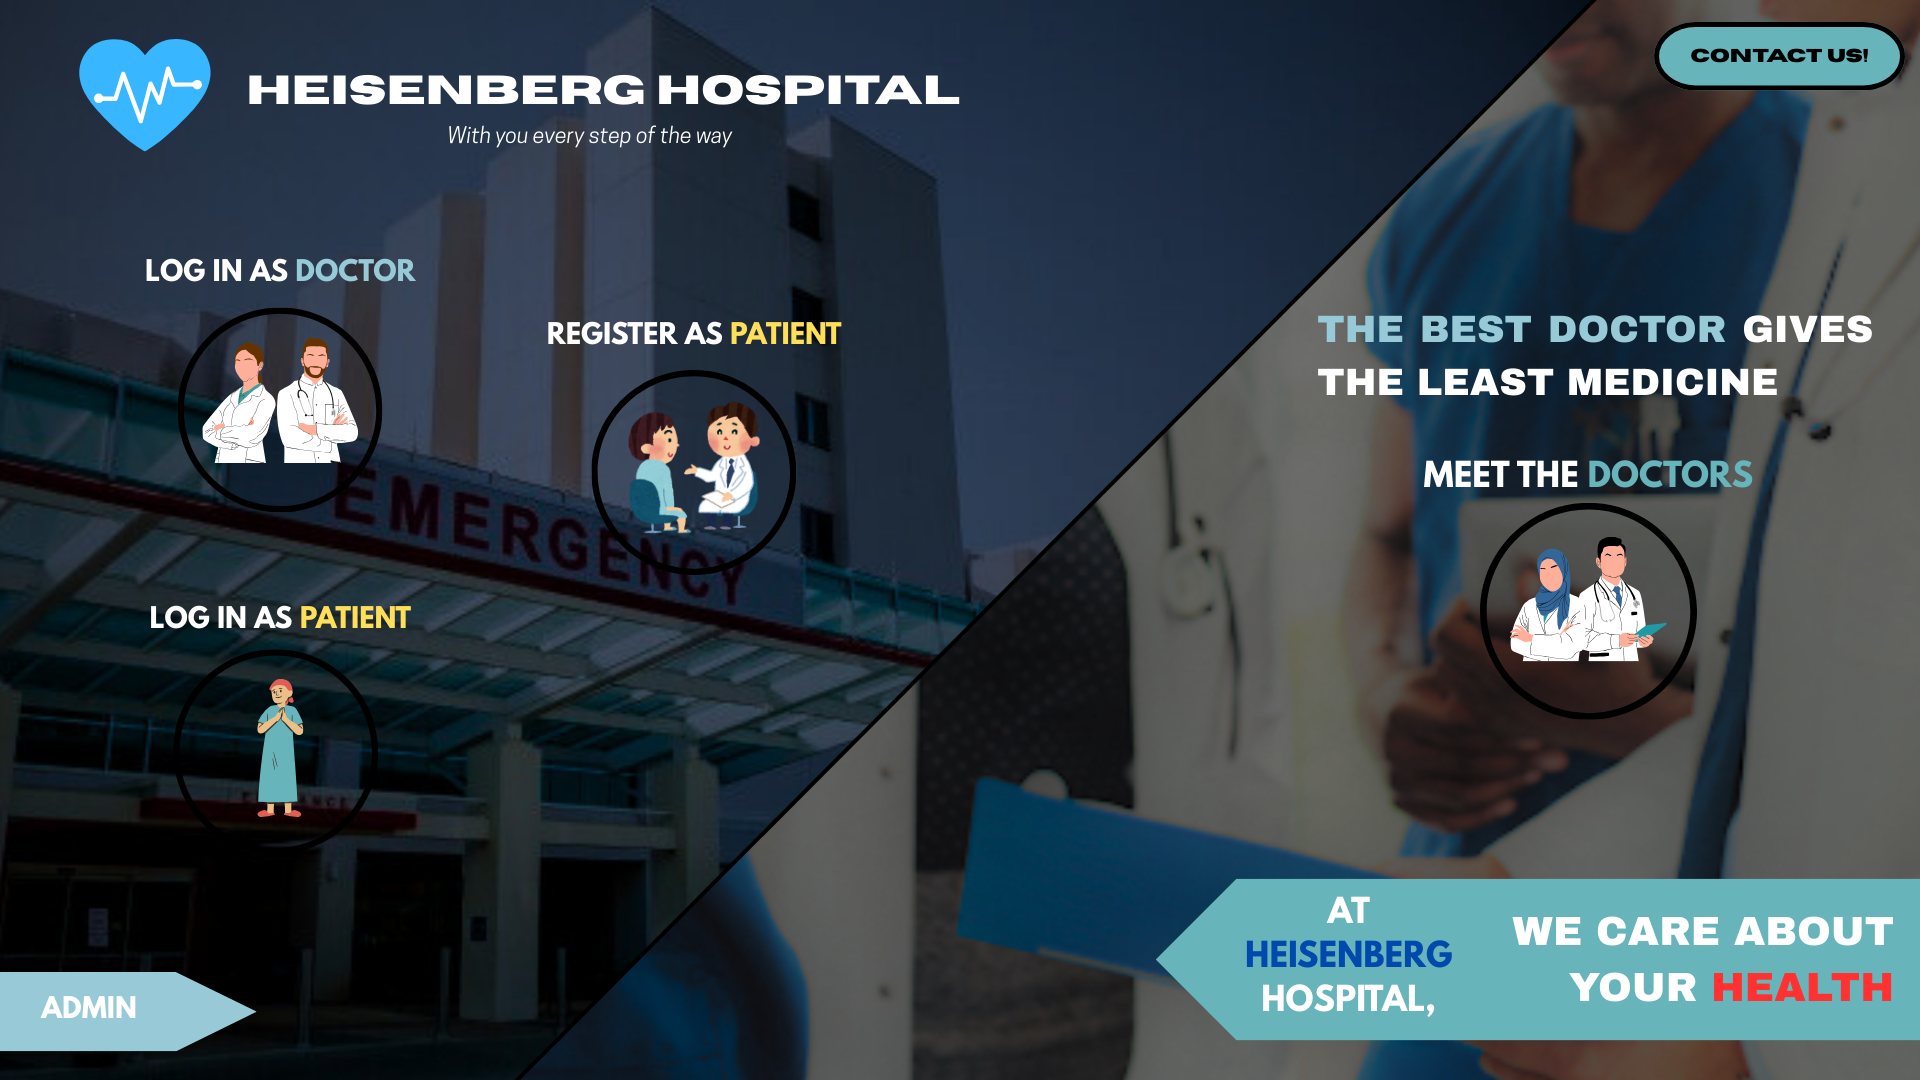 HEISENBERG HOSPITAL
With you every step of the way
CONTACT US!
LOG IN AS DOCTOR
REGISTER AS PATIENT
THE BEST DOCTOR GIVES
THE LEAST MEDICINE
MEET THE DOCTORS
EMERGENCY
LOG IN AS PATIENT
AT
HEISENBERG
HOSPITAL,
WE CARE ABOUT
YOUR HEALTH
ADMIN